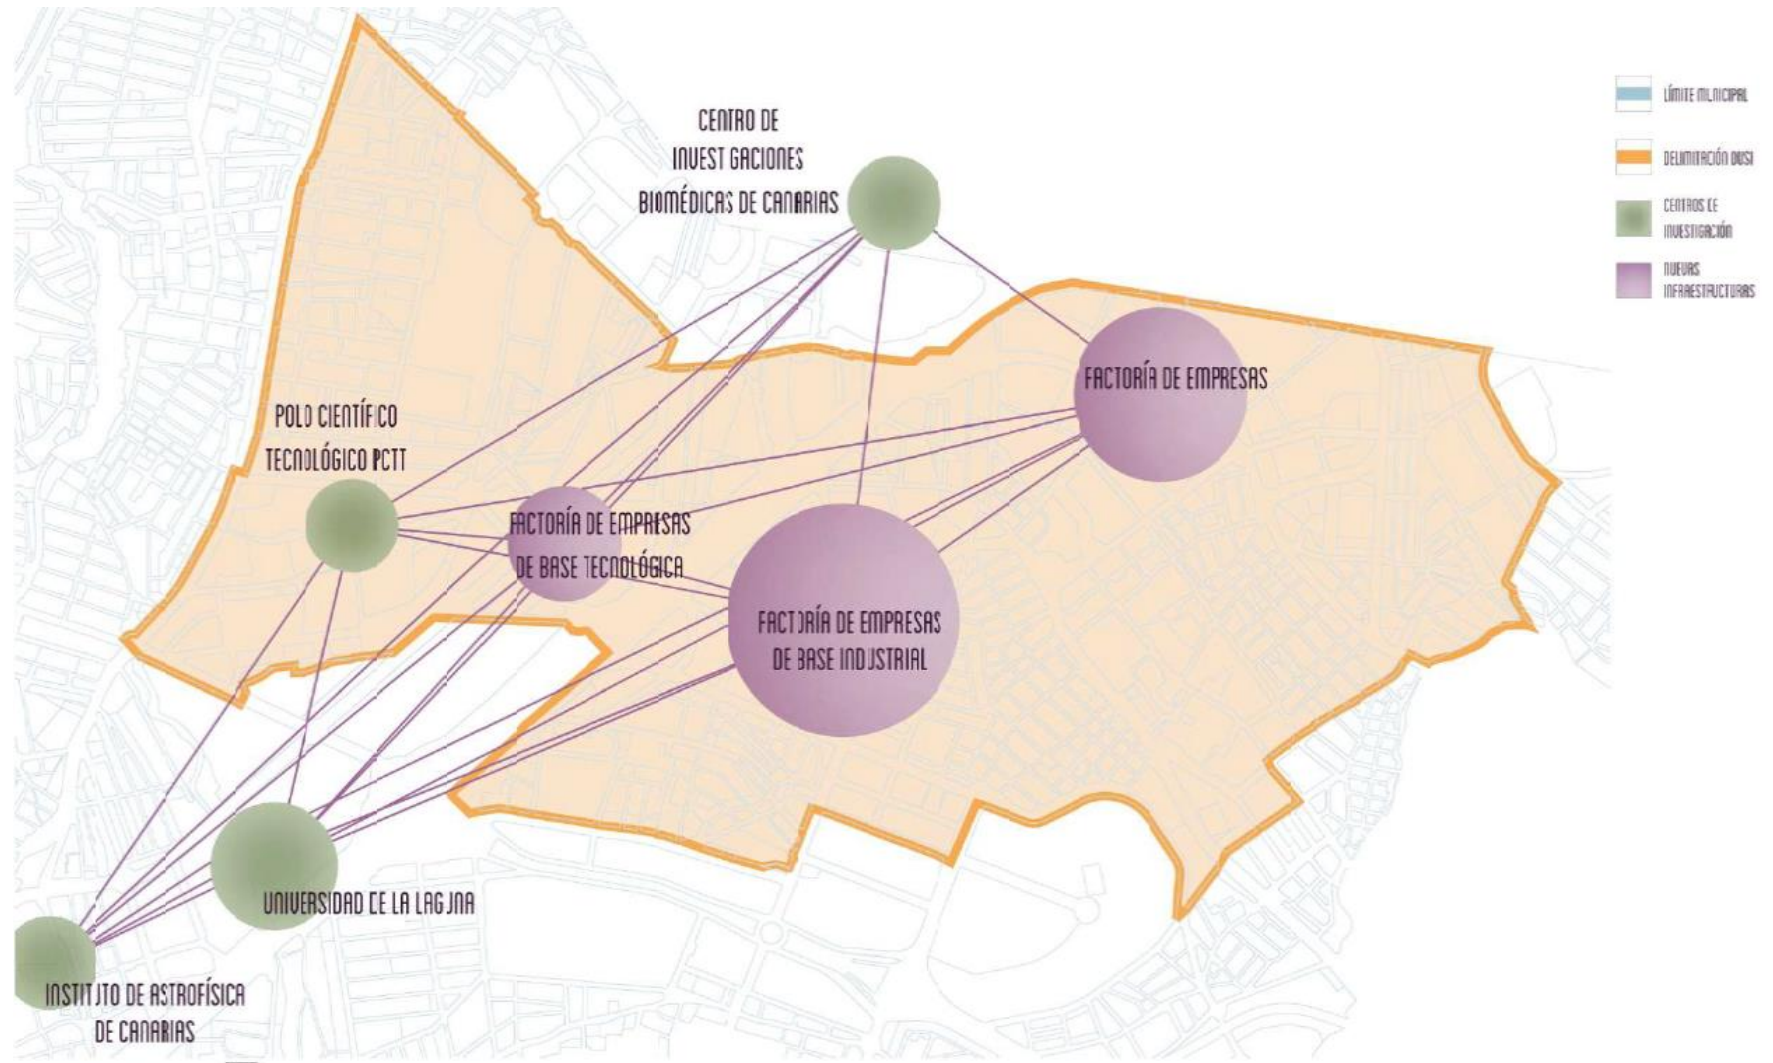 CENTRO DE
INVEST GACIONES
BIOMÉDICAS DE CANARIAS
LÍMITE MUNICIPAL
DELIMITACIÓN DUSI
CENTROS DE
INVESTIGACIÓN
NUEVAS
INFRAESTRUCTURAS
FACTORÍA DE EMPRESAS
POLO CIENTÍFICO
TECNOLÓGICO PCTT
FACTORÍA DE EMPRESAS
DE BASE TECNOLÓGICA
FACTORÍA DE EMPRESAS
DE BASE INDUSTRIAL
UNIVERSIDAD DE LA LAGUNA
INSTITUTO DE ASTROFÍSICA
DE CANARIAS